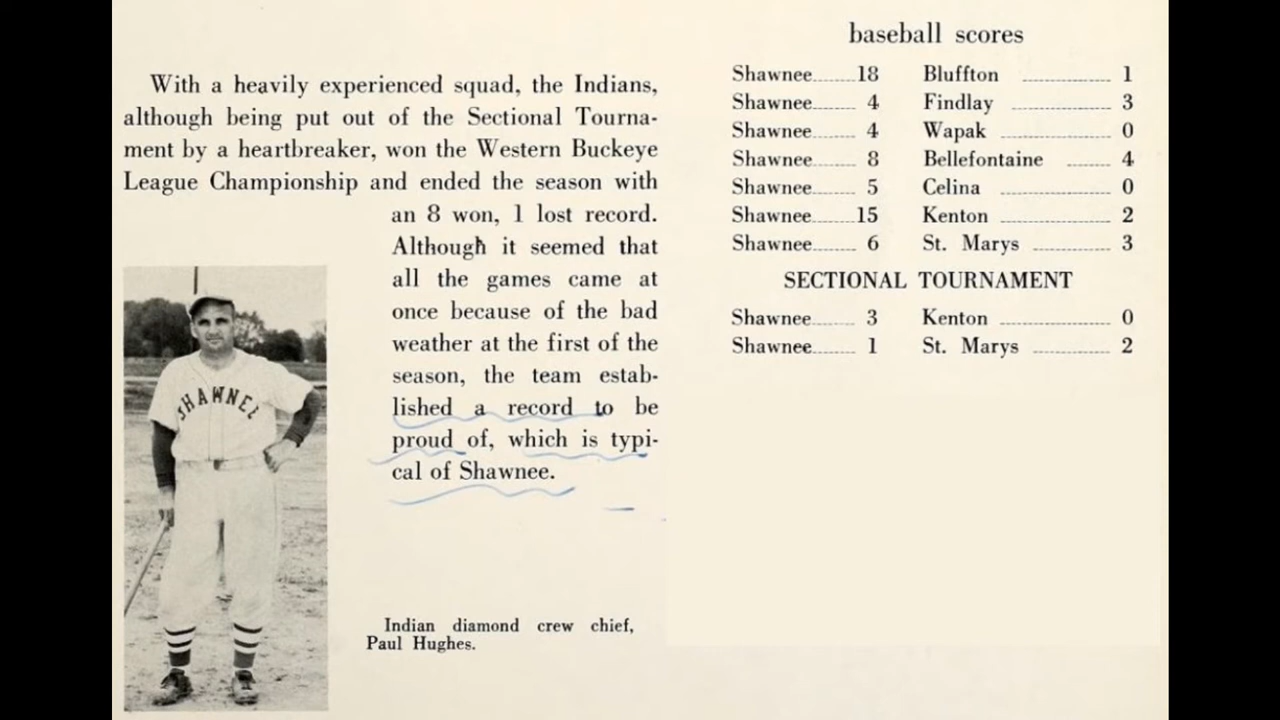 With a heavily experienced squad, the Indians,
although being put out of the Sectional Tourna-
ment by a heartbreaker, won the Western Buckeye
League Championship and ended the season with
an 8 won, 1 lost record.
Although it seemed that
all the games came at
once because of the bad
weather at the first of the
season, the team estab-
lished a record to be
proud of, which is typi-
cal of Shawnee.
SHAWNEE
Indian diamond crew chief,
Paul Hughes.
baseball scores
Shawnee 18 Bluffton 1
Shawnee 4 Findlay 3
Shawnee 4 Wapak 0
Shawnee 8 Bellefontaine 4
Shawnee 5 Celina 0
Shawnee 15 Kenton 2
Shawnee 6 St. Marys 3
SECTIONAL TOURNAMENT
Shawnee 3 Kenton 0
Shawnee 1 St. Marys 2